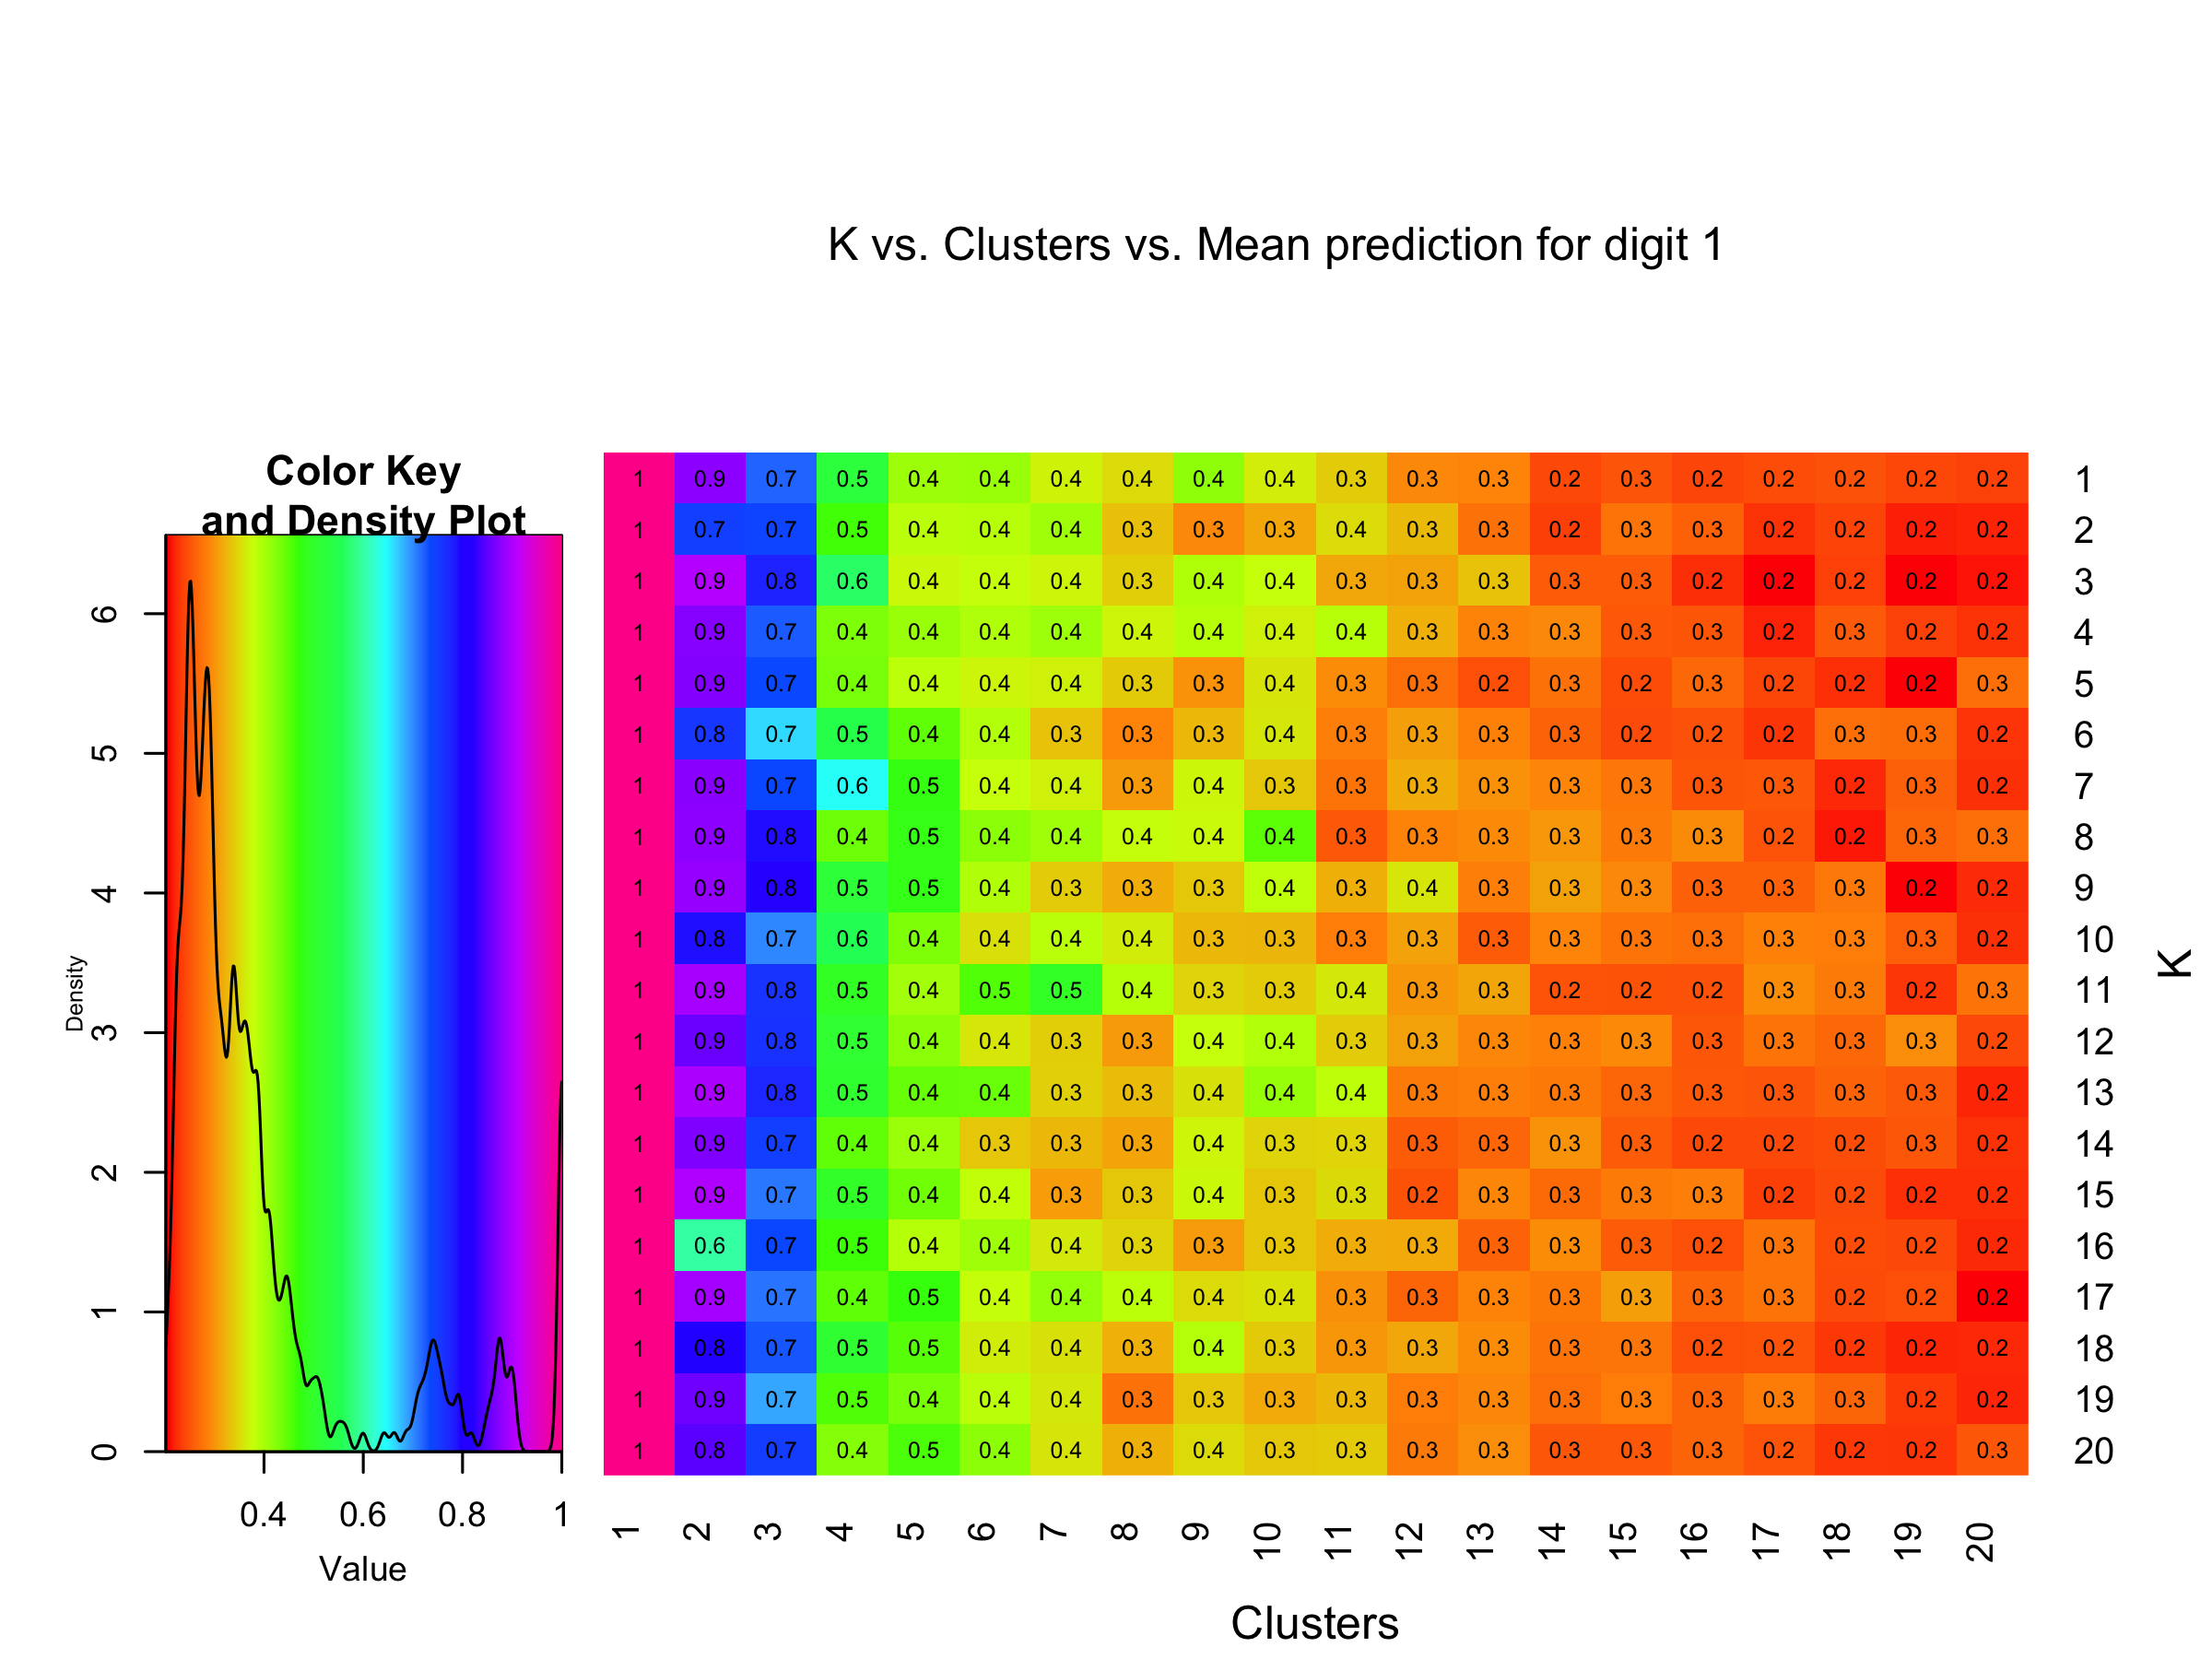 K vs. Clusters vs. Mean prediction for digit 1
Color Key
and Density Plot
Density
0 1 2 3 4 5 6
0.4 0.6 0.8 1
Value
1 0.9 0.7 0.5 0.4 0.4 0.4 0.4 0.4 0.4 0.3 0.3 0.3 0.2 0.3 0.2 0.2 0.2 0.2 0.2 1
1 0.7 0.7 0.5 0.4 0.4 0.4 0.3 0.3 0.3 0.4 0.3 0.3 0.2 0.3 0.3 0.2 0.2 0.2 0.2 2
1 0.9 0.8 0.6 0.4 0.4 0.4 0.3 0.4 0.4 0.3 0.3 0.3 0.3 0.3 0.2 0.2 0.2 0.2 0.2 3
1 0.9 0.7 0.4 0.4 0.4 0.4 0.4 0.4 0.4 0.4 0.3 0.3 0.3 0.3 0.3 0.2 0.3 0.2 0.2 4
1 0.9 0.7 0.4 0.4 0.4 0.4 0.3 0.3 0.4 0.3 0.3 0.2 0.3 0.2 0.3 0.2 0.2 0.2 0.3 5
1 0.8 0.7 0.5 0.4 0.4 0.3 0.3 0.3 0.4 0.3 0.3 0.3 0.3 0.2 0.2 0.2 0.3 0.3 0.2 6
1 0.9 0.7 0.6 0.5 0.4 0.4 0.3 0.4 0.3 0.3 0.3 0.3 0.3 0.3 0.3 0.3 0.2 0.3 0.2 7
1 0.9 0.8 0.4 0.5 0.4 0.4 0.4 0.4 0.4 0.3 0.3 0.3 0.3 0.3 0.3 0.2 0.2 0.3 0.3 8
1 0.9 0.8 0.5 0.5 0.4 0.3 0.3 0.3 0.4 0.3 0.4 0.3 0.3 0.3 0.3 0.3 0.3 0.2 0.2 9
1 0.8 0.7 0.6 0.4 0.4 0.4 0.4 0.3 0.3 0.3 0.3 0.3 0.3 0.3 0.3 0.3 0.3 0.3 0.2 10
1 0.9 0.8 0.5 0.4 0.5 0.5 0.4 0.3 0.3 0.4 0.3 0.3 0.2 0.2 0.2 0.3 0.3 0.2 0.3 11
1 0.9 0.8 0.5 0.4 0.4 0.3 0.3 0.4 0.4 0.3 0.3 0.3 0.3 0.3 0.3 0.3 0.3 0.3 0.2 12
1 0.9 0.8 0.5 0.4 0.4 0.3 0.3 0.4 0.4 0.4 0.3 0.3 0.3 0.3 0.3 0.3 0.3 0.3 0.2 13
1 0.9 0.7 0.4 0.4 0.3 0.3 0.3 0.4 0.3 0.3 0.3 0.3 0.3 0.3 0.2 0.2 0.2 0.3 0.2 14
1 0.9 0.7 0.5 0.4 0.4 0.3 0.3 0.4 0.3 0.3 0.2 0.3 0.3 0.3 0.3 0.2 0.2 0.2 0.2 15
1 0.6 0.7 0.5 0.4 0.4 0.4 0.3 0.3 0.3 0.3 0.3 0.3 0.3 0.3 0.2 0.3 0.2 0.2 0.2 16
1 0.9 0.7 0.4 0.5 0.4 0.4 0.4 0.4 0.4 0.3 0.3 0.3 0.3 0.3 0.3 0.3 0.2 0.2 0.2 17
1 0.8 0.7 0.5 0.5 0.4 0.4 0.3 0.4 0.3 0.3 0.3 0.3 0.3 0.3 0.2 0.2 0.2 0.2 0.2 18
1 0.9 0.7 0.5 0.4 0.4 0.4 0.3 0.3 0.3 0.3 0.3 0.3 0.3 0.3 0.3 0.3 0.3 0.2 0.2 19
1 0.8 0.7 0.4 0.5 0.4 0.4 0.3 0.4 0.3 0.3 0.3 0.3 0.3 0.3 0.3 0.2 0.2 0.2 0.3 20
K
1 2 3 4 5 6 7 8 9 10 11 12 13 14 15 16 17 18 19 20
Clusters